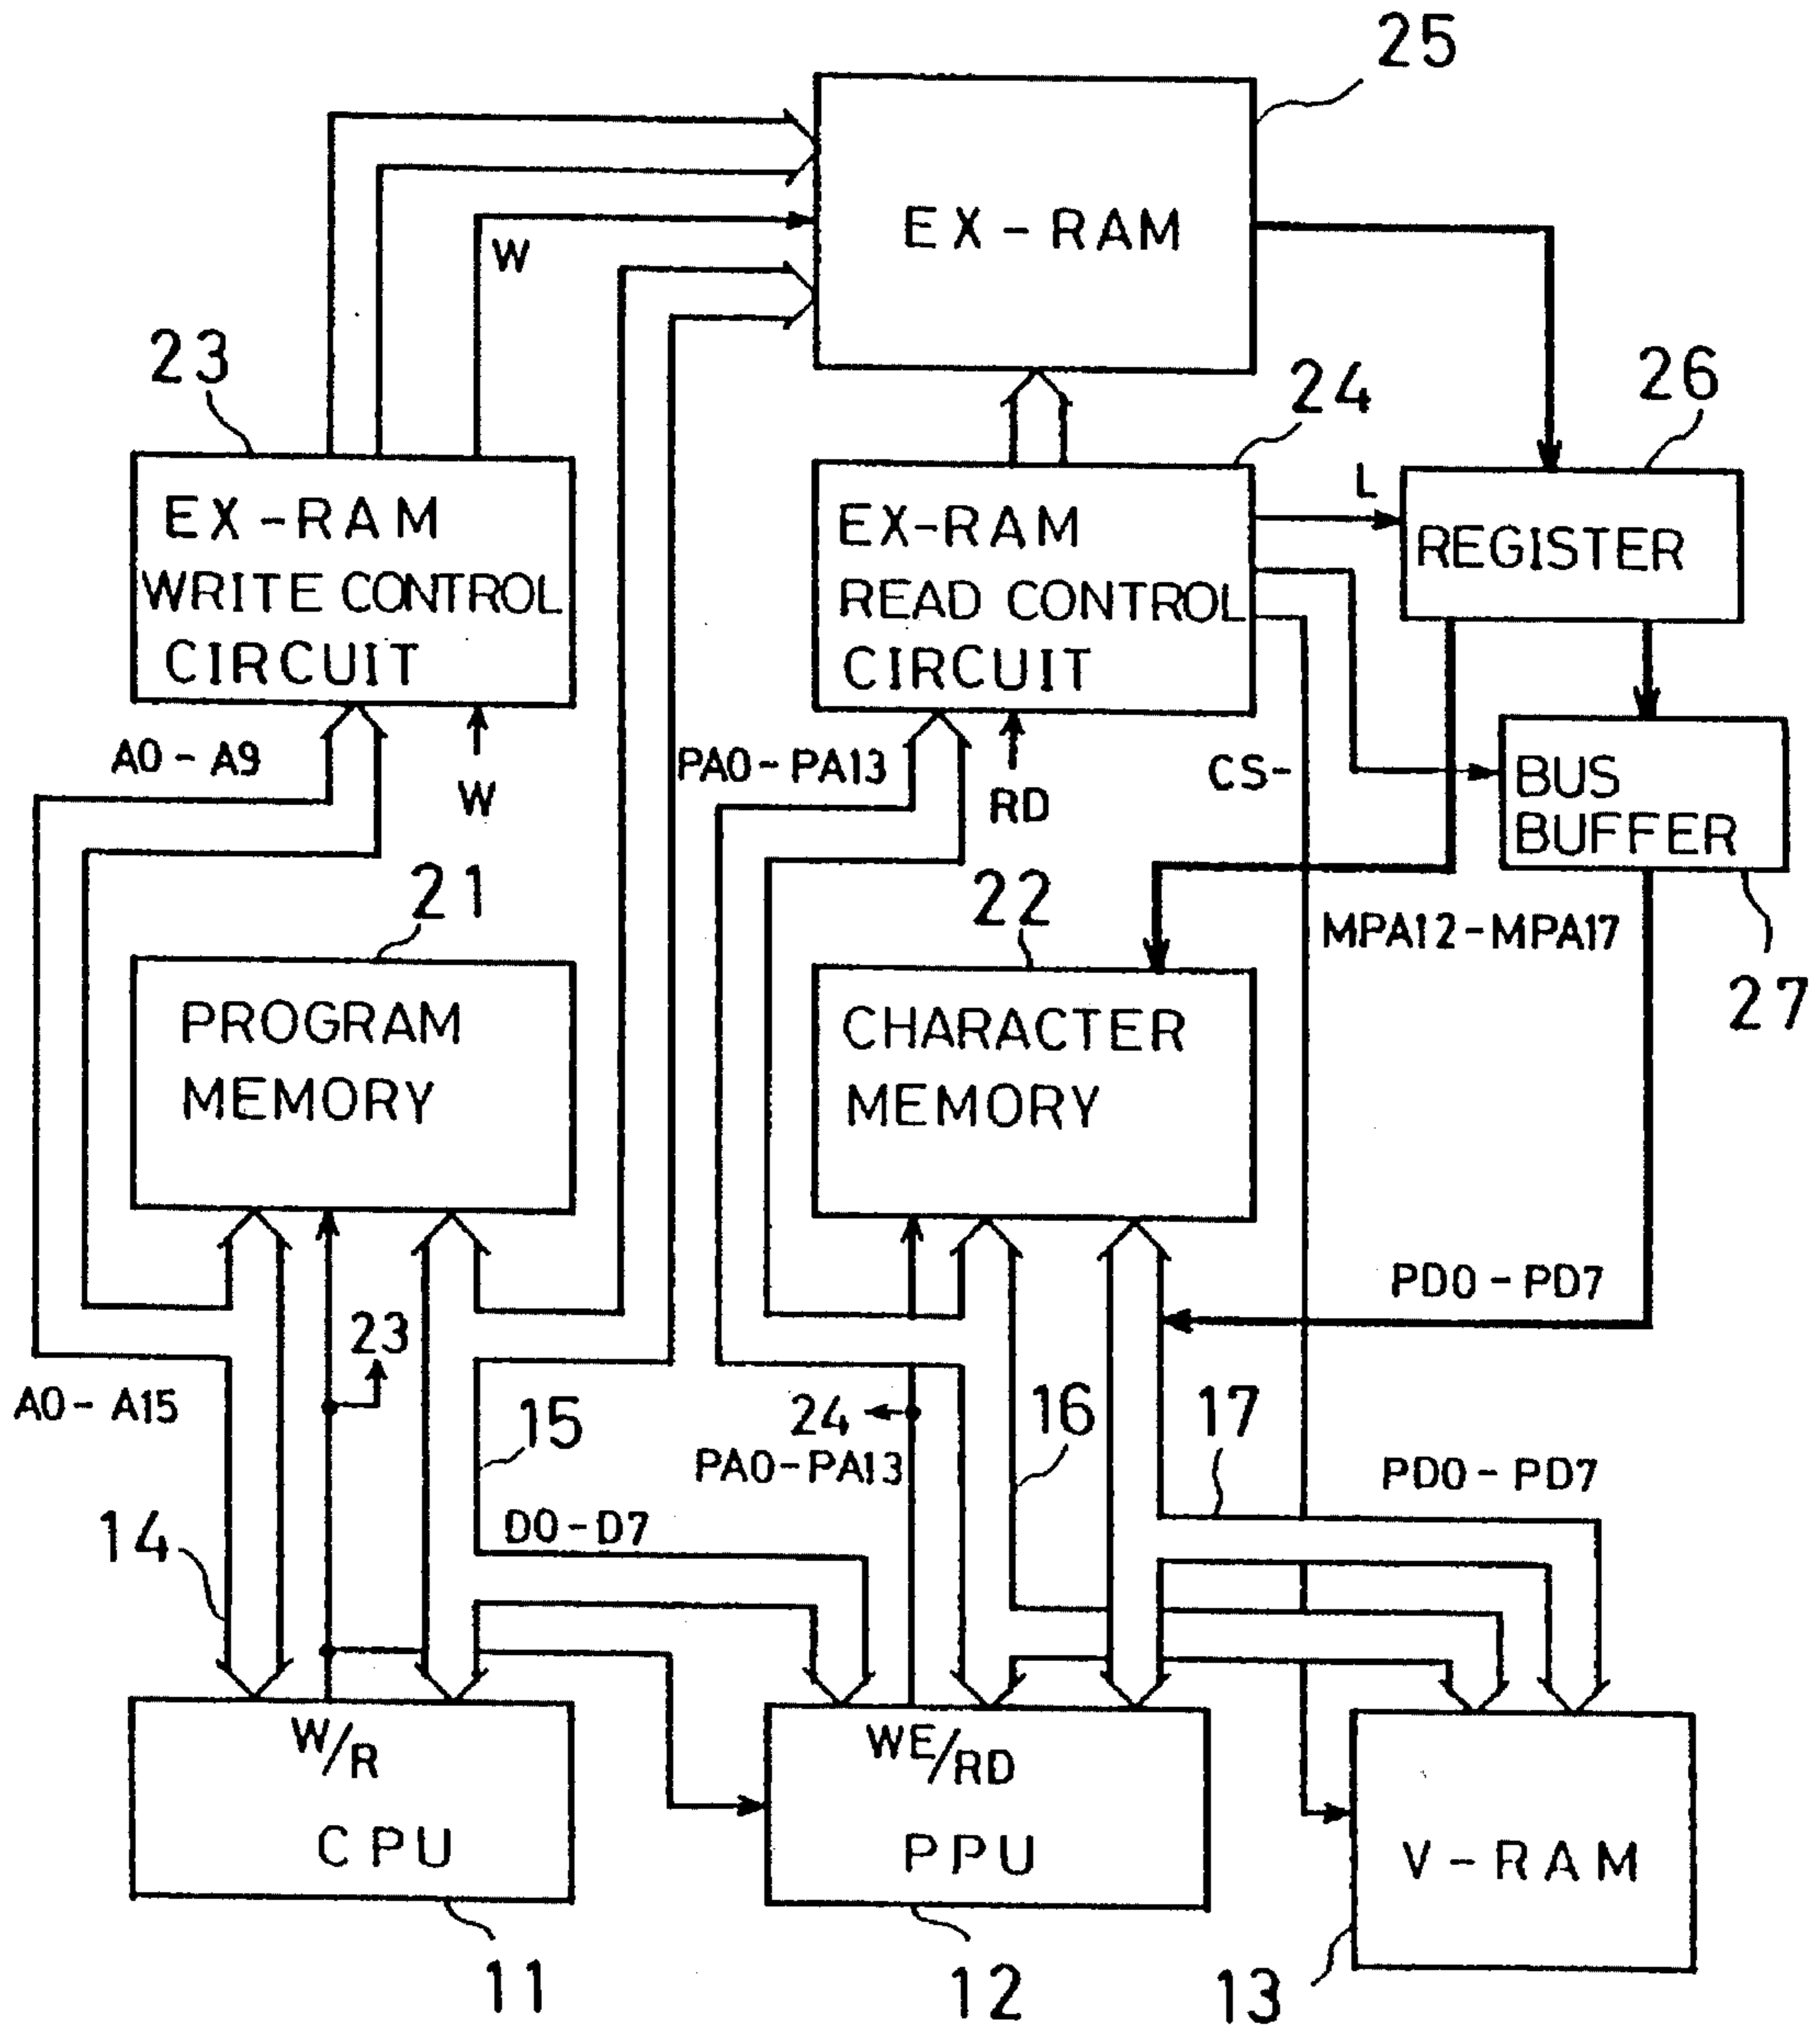 25
EX-RAM
W
23
24
26
EX-RAM
WRITE CONTROL
CIRCUIT
EX-RAM
READ CONTROL
CIRCUIT
L
REGISTER
A0-A9
W
PA0-PA13
RD
CS-
BUS
BUFFER
21
22
MPA12-MPA17
27
PROGRAM
MEMORY
CHARACTER
MEMORY
PD0-PD7
23
A0-A15
15
24
PA0-PA13
16
17
PD0-PD7
14
D0-D7
W/R
CPU
WE/RD
PPU
V-RAM
11
12
13